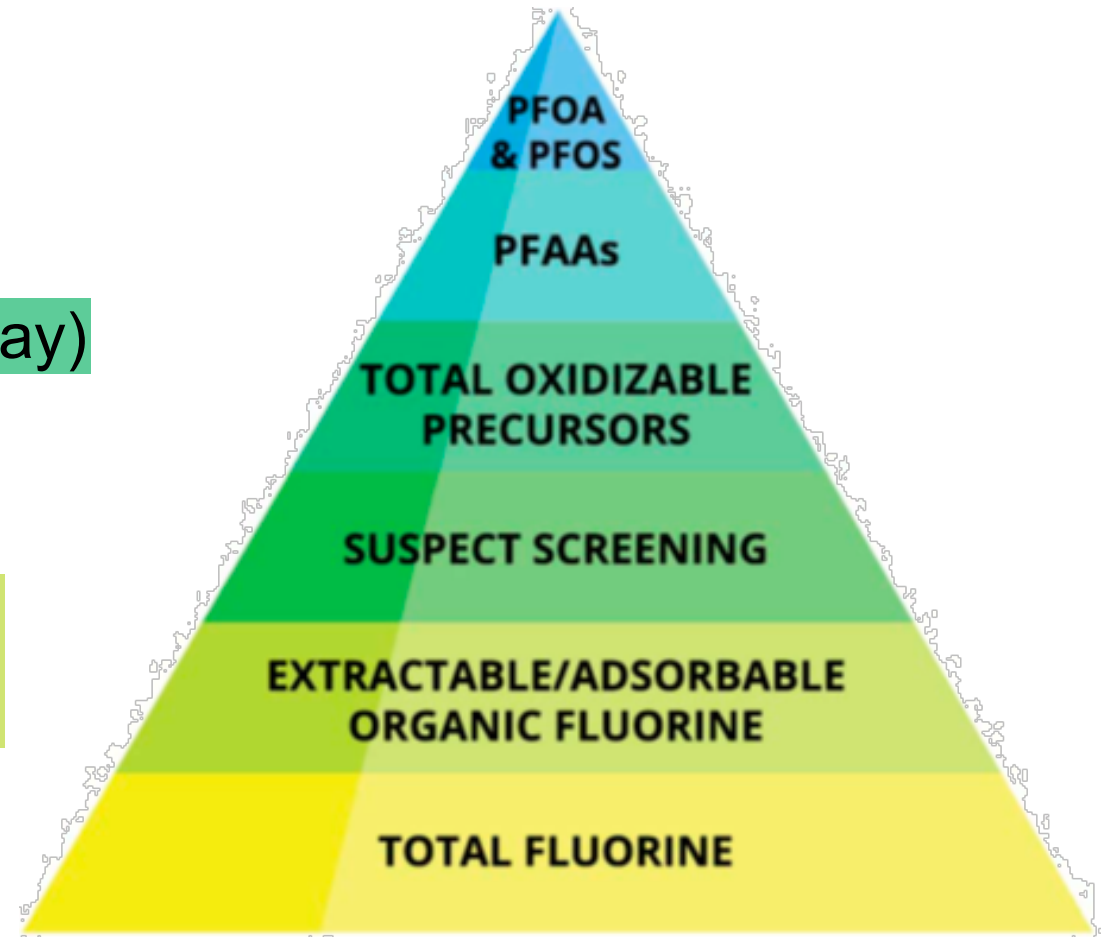 PFOA
& PFOS
PFAAs
ay)
TOTAL OXIDIZABLE
PRECURSORS
SUSPECT SCREENING
EXTRACTABLE/ADSORBABLE
ORGANIC FLUORINE
TOTAL FLUORINE